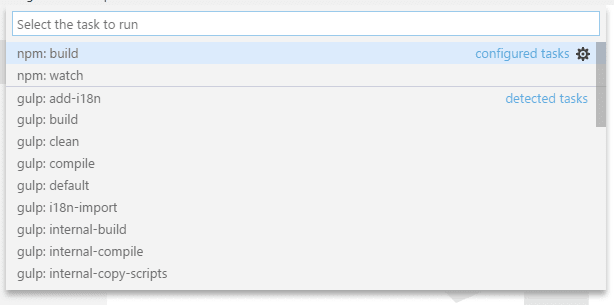 Select the task to run
npm: build configured tasks
npm: watch
gulp: add-i18n detected tasks
gulp: build
gulp: clean
gulp: compile
gulp: default
gulp: i18n-import
gulp: internal-build
gulp: internal-compile
gulp: internal-copy-scripts